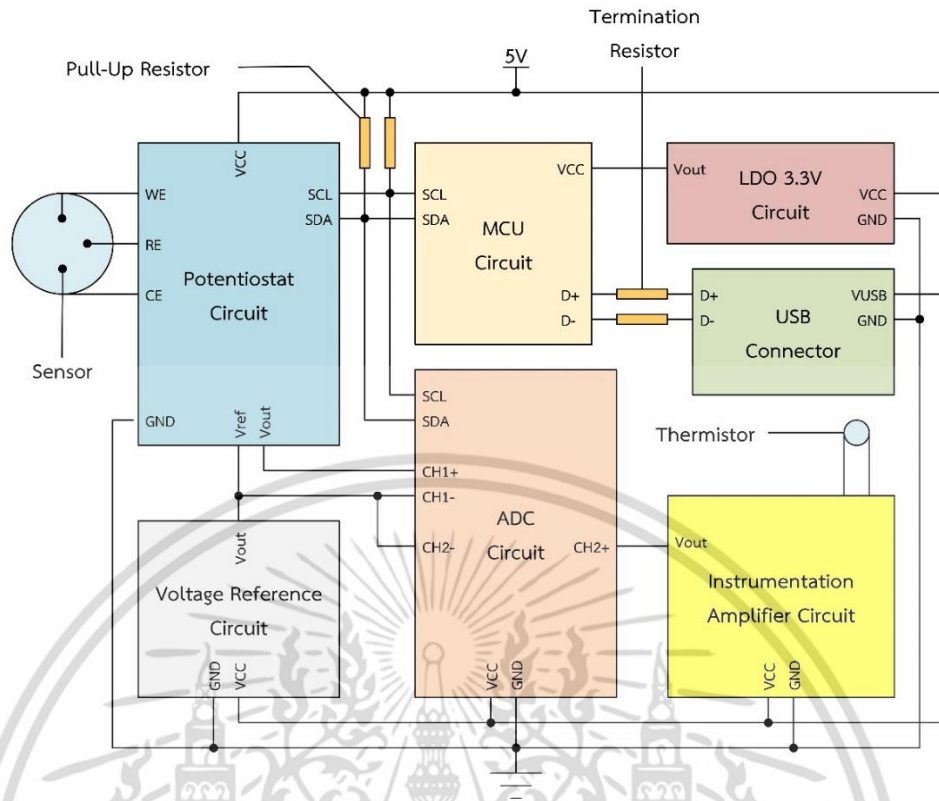 Termination
Resistor
Pull-Up Resistor
5V
VCC
WE
RE
CE
SCL
SDA
Potentiostat
Circuit
GND
Vref
Vout
Sensor
SCL
SDA
VCC
MCU
Circuit
D+
D-
Vout
LDO 3.3V
Circuit
VCC
GND
D+
D-
VUSB
GND
USB
Connector
SCL
SDA
CH1+
CH1-
CH2-
ADC
Circuit
CH2+
VCC
GND
Thermistor
Vout
Instrumentation
Amplifier Circuit
VCC
GND
Vout
Voltage Reference
Circuit
GND
VCC